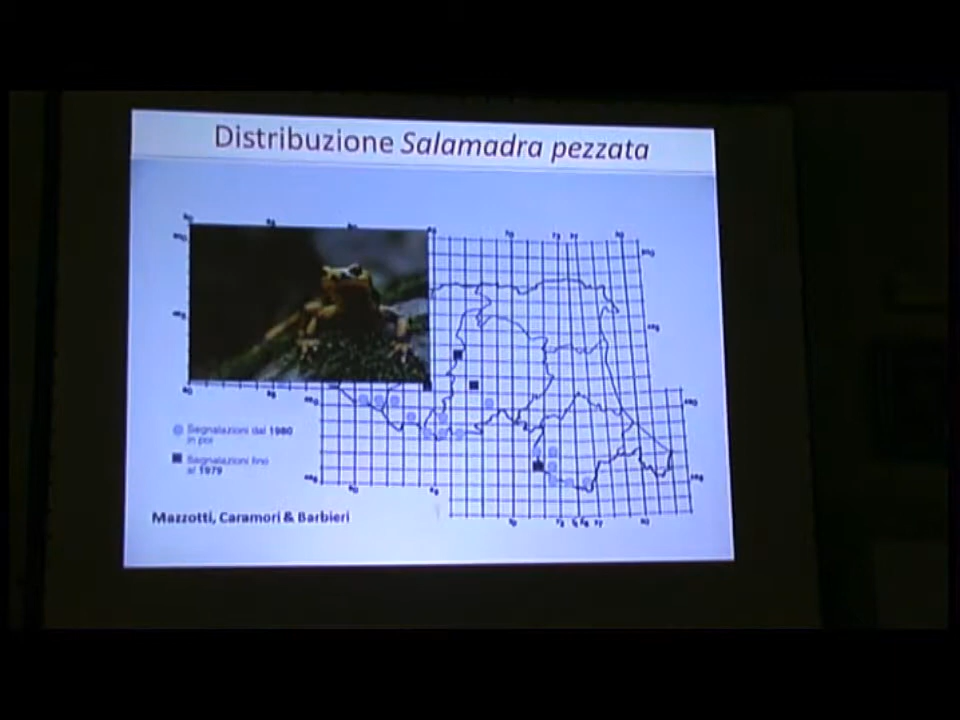 Distribuzione Salamadra pezzata
Segnalazioni dal 1980
in poi
Segnalazioni fino
al 1979
Mazzotti, Caramori & Barbieri